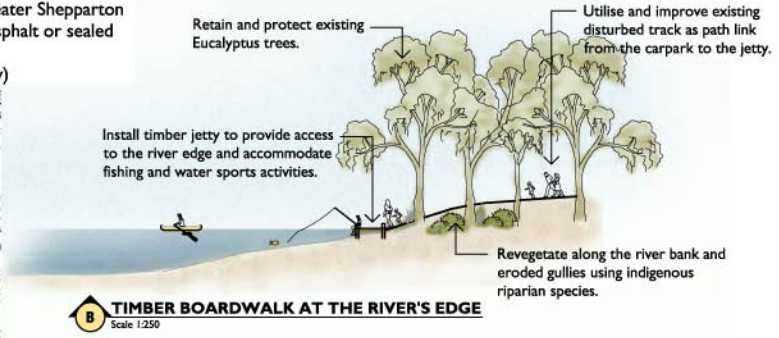 eater Shepparton
sphalt or sealed
y)
Retain and protect existing
Eucalyptus trees.
Utilise and improve existing
disturbed track as path link
from the carpark to the jetty.
Install timber jetty to provide access
to the river edge and accommodate
fishing and water sports activities.
Revegetate along the river bank and
eroded gullies using indigenous
riparian species.
B TIMBER BOARDWALK AT THE RIVER'S EDGE
Scale 1:250